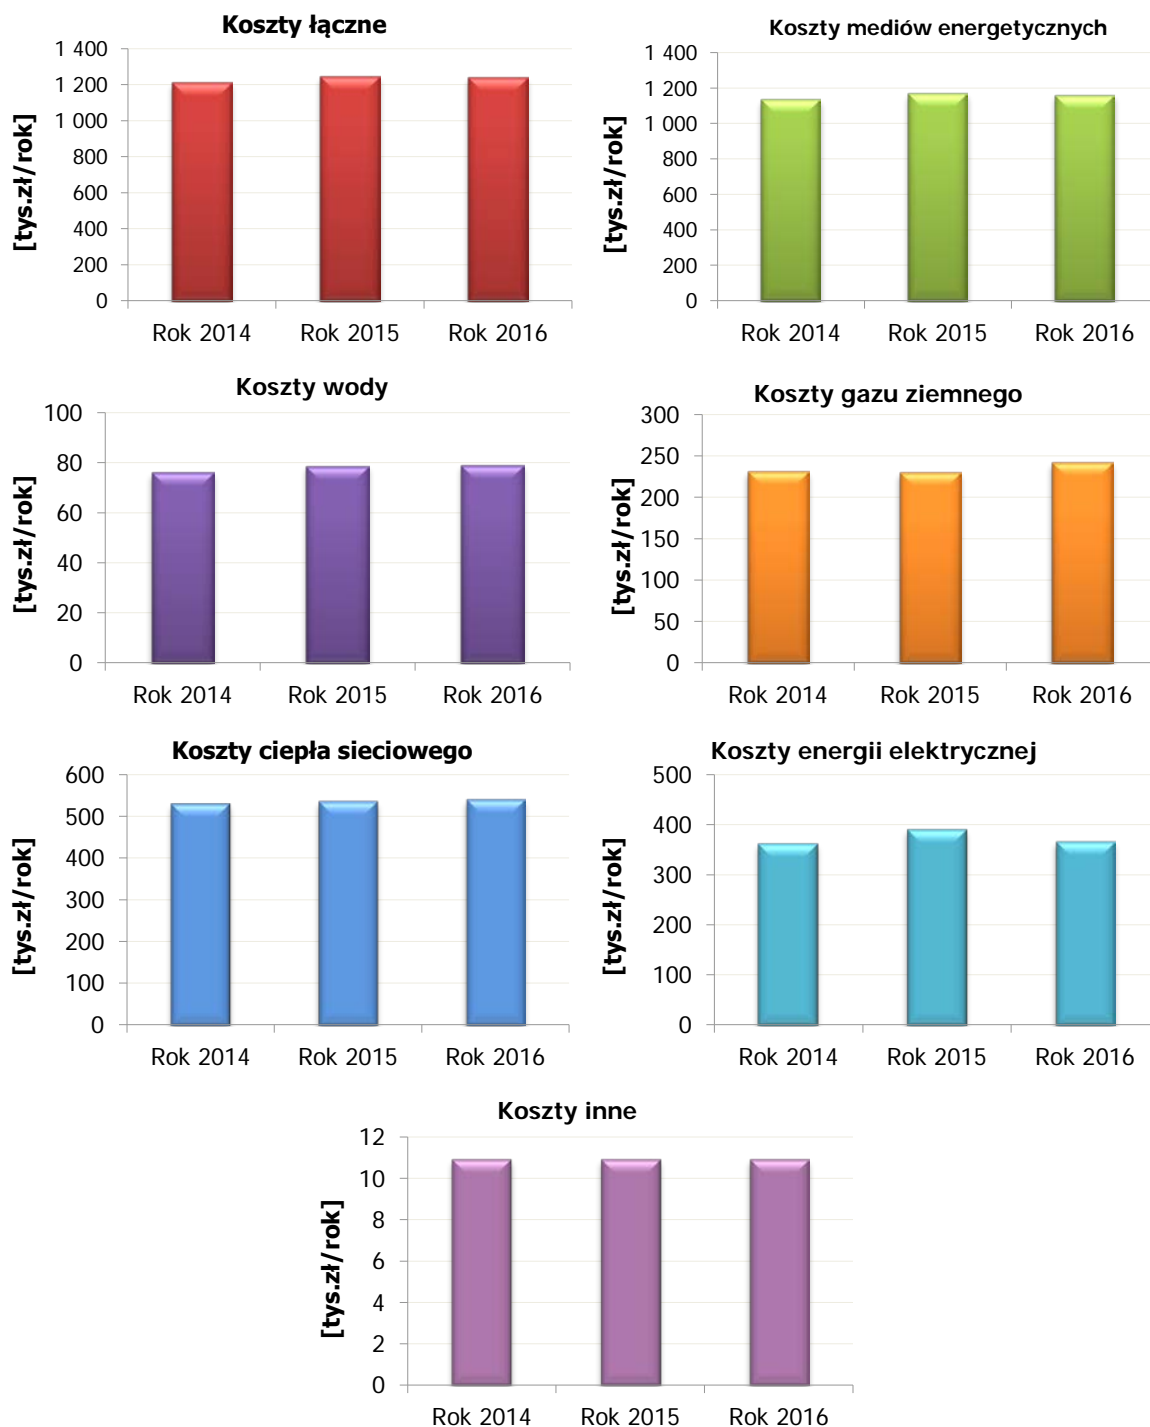 Koszty łączne
[tys.zł/rok]
1 400
1 200
1 000
800
600
400
200
0
Rok 2014 Rok 2015 Rok 2016
Koszty mediów energetycznych
[tys.zł/rok]
1 400
1 200
1 000
800
600
400
200
0
Rok 2014 Rok 2015 Rok 2016
Koszty wody
[tys.zł/rok]
100
80
60
40
20
0
Rok 2014 Rok 2015 Rok 2016
Koszty gazu ziemnego
[tys.zł/rok]
300
250
200
150
100
50
0
Rok 2014 Rok 2015 Rok 2016
Koszty ciepła sieciowego
[tys.zł/rok]
600
500
400
300
200
100
0
Rok 2014 Rok 2015 Rok 2016
Koszty energii elektrycznej
[tys.zł/rok]
500
400
300
200
100
0
Rok 2014 Rok 2015 Rok 2016
Koszty inne
[tys.zł/rok]
12
10
8
6
4
2
0
Rok 2014 Rok 2015 Rok 2016